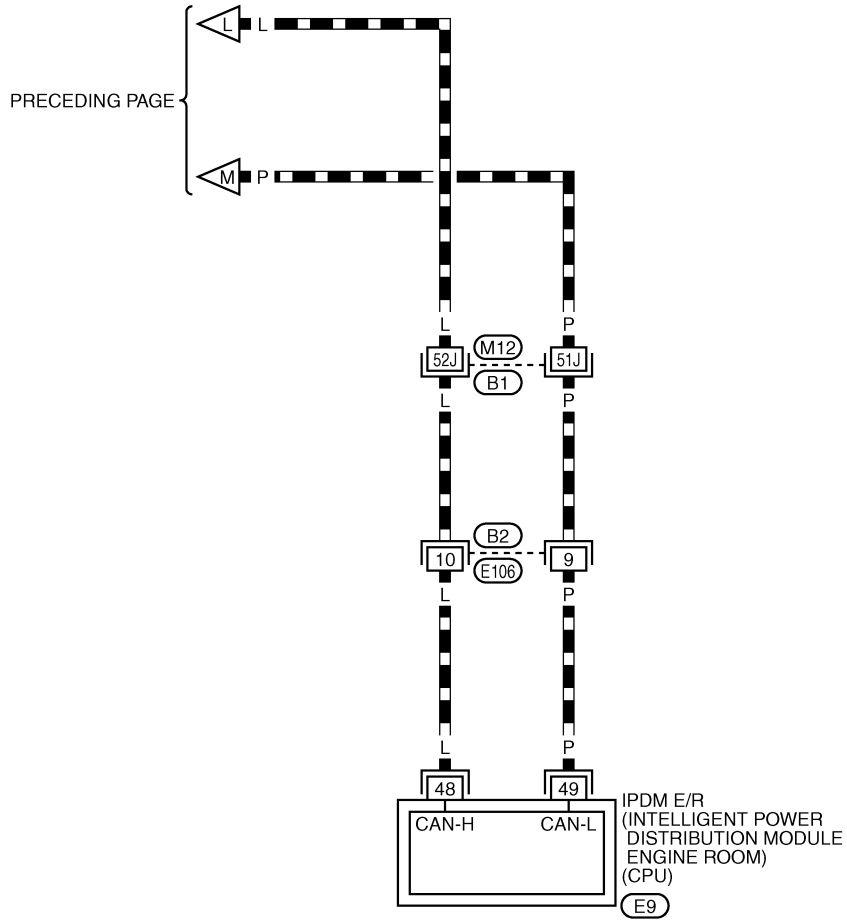 L L
PRECEDING PAGE
M P
L P
52J M12 51J
B1
L P
B2
10 9
E106
L P
L P
48 49
CAN-H CAN-L
IPDM E/R
(INTELLIGENT POWER
DISTRIBUTION MODULE
ENGINE ROOM)
(CPU)
E9